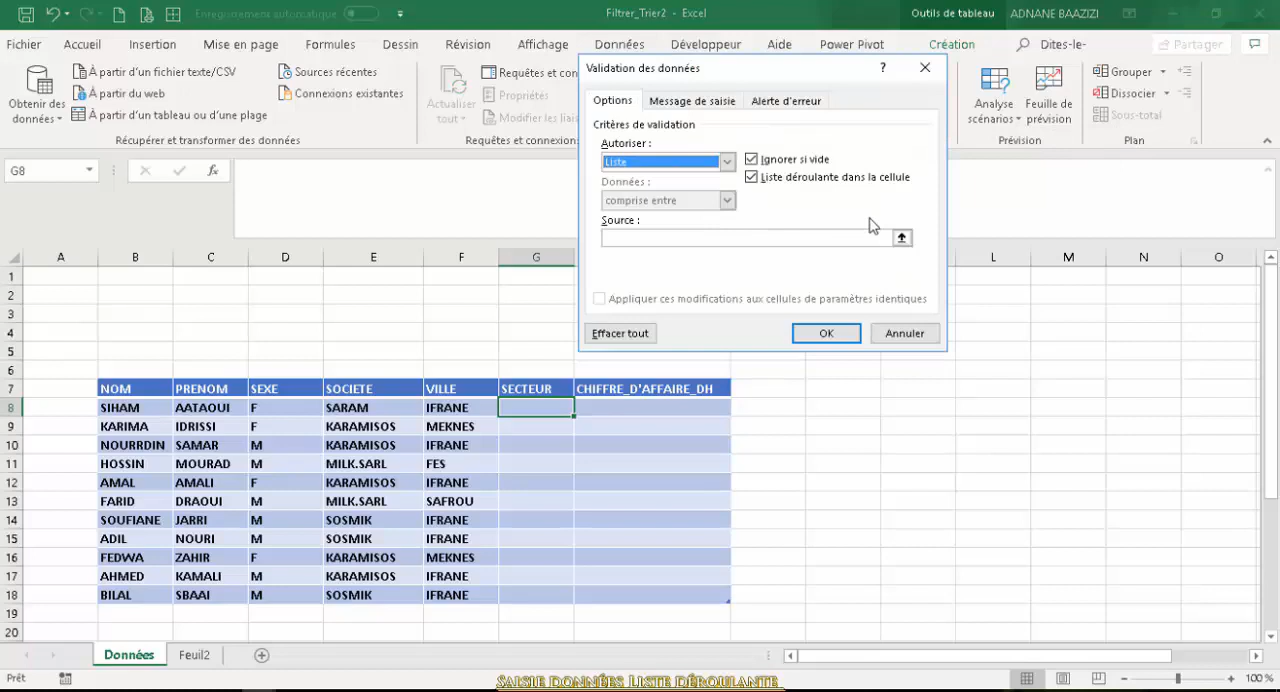 Enregistrement automatique
Filtrer_Trier2 - Excel
Outils de tableau
ADNANE BAAZIZI
Fichier Accueil Insertion Mise en page Formules Dessin Révision Affichage Données Développeur Aide Power Pivot Création Dites-le- Partager
Obtenir des données
À partir d'un fichier texte/CSV
À partir du web
À partir d'un tableau ou d'une plage
Sources récentes
Connexions existantes
Récupérer et transformer des données
Actualiser tout
Requêtes et con
Propriétés
Modifier les lia
Requêtes et connexion
Analyse scénarios
Feuille de prévision
Prévision
Grouper
Dissocier
Sous-total
Plan
Validation des données
?
Options Message de saisie Alerte d'erreur
Critères de validation
Autoriser :
Liste
Ignorer si vide
Liste déroulante dans la cellule
Données :
comprise entre
Source :
Appliquer ces modifications aux cellules de paramètres identiques
Effacer tout OK Annuler
G8
fx
A B C D E F G L M N O
1
2
3
4
5
6
7 NOM PRENOM SEXE SOCIETE VILLE SECTEUR CHIFFRE_D'AFFAIRE_DH
8 SIHAM AATAOUI F SARAM IFRANE
9 KARIMA IDRISSI F KARAMISOS MEKNES
10 NOURRDIN SAMAR M KARAMISOS IFRANE
11 HOSSIN MOURAD M MILK.SARL FES
12 AMAL AMALI F KARAMISOS IFRANE
13 FARID DRAOUI M MILK.SARL SAFROU
14 SOUFIANE JARRI M SOSMIK IFRANE
15 ADIL NOURI M SOSMIK IFRANE
16 FEDWA ZAHIR F KARAMISOS MEKNES
17 AHMED KAMALI M KARAMISOS IFRANE
18 BILAL SBAAI M SOSMIK IFRANE
19
20
Données Feuil2
Prêt
Saisie données Liste déroulante
100 %